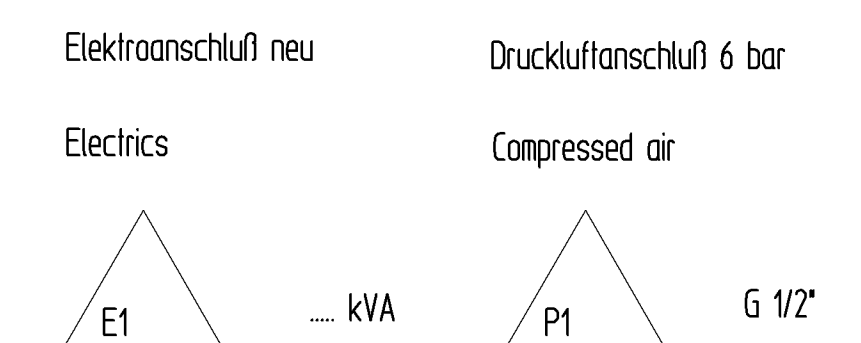 Elektroanschluß neu
Druckluftanschluß 6 bar
Electrics
Compressed air
E1
..... kVA
P1
G 1/2"